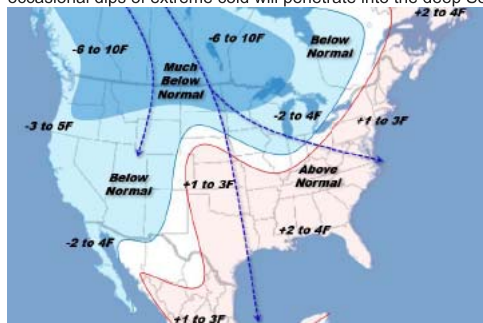 occasional dips of extreme cold will penetrate into the deep
+2 to 4F
-6 to 10F
-6 to 10F
Below
Normal
Much
Below
Normal
-2 to 4F
-3 to 5F
+1 to 3F
Below
Normal
+1 to 3F
Above
Normal
-2 to 4F
+2 to 4F
+1 to 3F